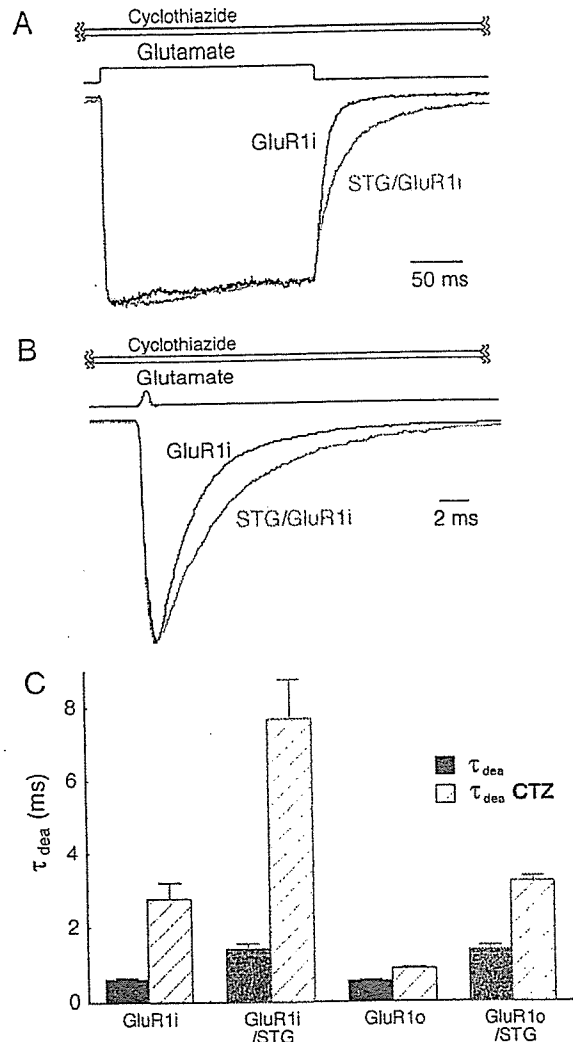 A
Cyclothiazide
Glutamate
GluR1i
STG/GluR1i
50 ms
B
Cyclothiazide
Glutamate
GluR1i
STG/GluR1i
2 ms
C
8
6
4
2
0
τdea (ms)
τdea
τdea CTZ
GluR1i
GluR1i
/STG
GluR1o
GluR1o
/STG